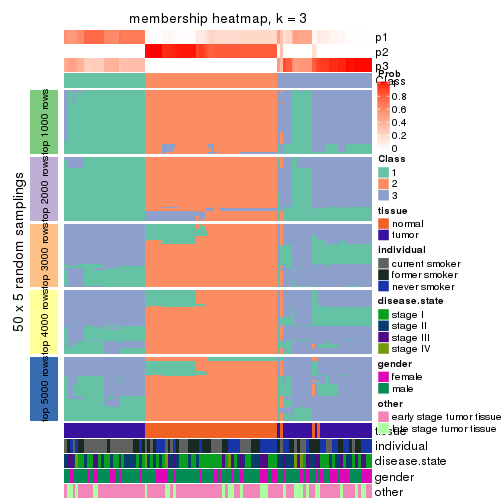 membership heatmap, k = 3
p1
p2
p3
Class
Prob
1
0.8
0.6
0.4
0.2
0
Class
1
2
3
tissue
normal
tumor
individual
current smoker
former smoker
never smoker
disease.state
stage I
stage II
stage III
stage IV
gender
female
male
other
early stage tumor tissue
late stage tumor tissue
50 x 5 random samplings
top 1000 rows
top 2000 rows
top 3000 rows
top 4000 rows
top 5000 rows
tissue
individual
disease.state
gender
other